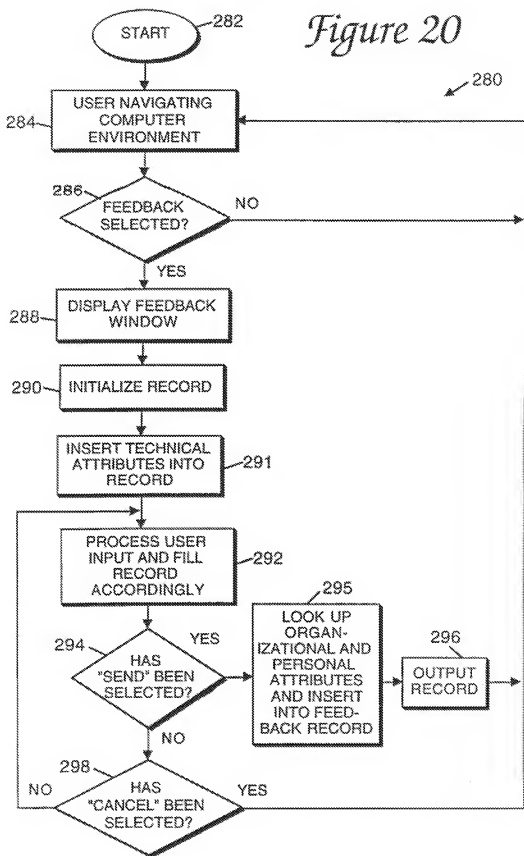 Figure 20
START
282
280
USER NAVIGATING
COMPUTER
ENVIRONMENT
284
286
FEEDBACK
SELECTED?
NO
YES
DISPLAY FEEDBACK
WINDOW
288
290
INITIALIZE RECORD
INSERT TECHNICAL
ATTRIBUTES INTO
RECORD
291
PROCESS USER
INPUT AND FILL
RECORD
ACCORDINGLY
292
294
HAS
"SEND" BEEN
SELECTED?
YES
NO
295
LOOK UP
ORGAN-
IZATIONAL AND
PERSONAL
ATTRIBUTES
AND INSERT
INTO FEED-
BACK RECORD
296
OUTPUT
RECORD
298
HAS
"CANCEL" BEEN
SELECTED?
NO
YES